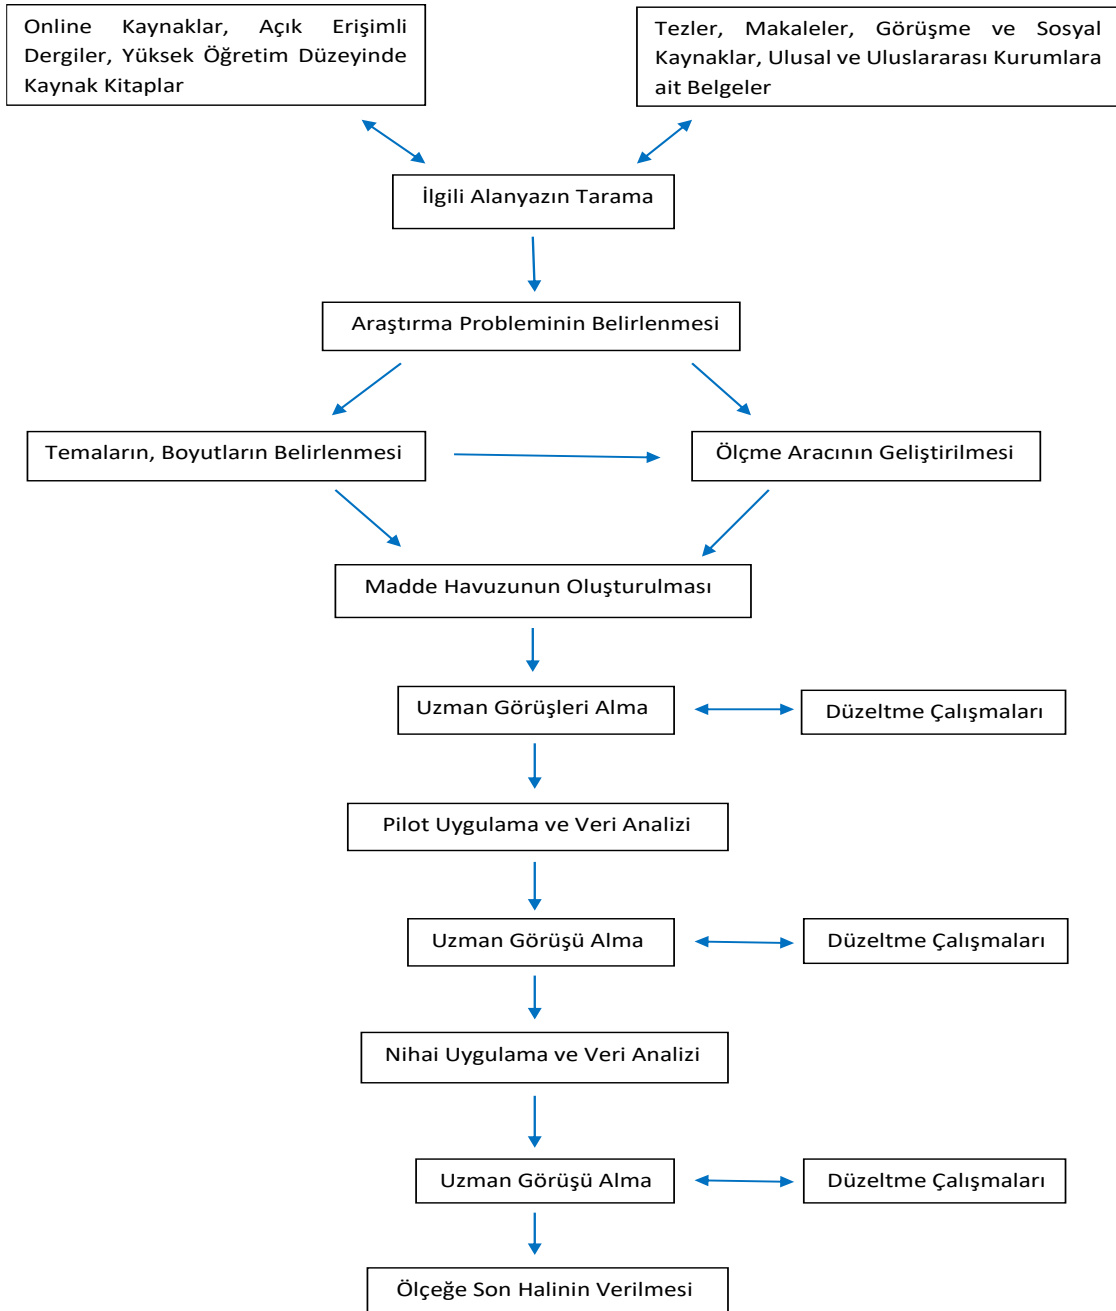 Online Kaynaklar, Açık Erişimli
Dergiler, Yüksek Öğretim Düzeyinde
Kaynak Kitaplar
Tezler, Makaleler, Görüşme ve Sosyal
Kaynaklar, Ulusal ve Uluslararası Kurumlara
ait Belgeler
İlgili Alanyazın Tarama
Araştırma Probleminin Belirlenmesi
Temaların, Boyutların Belirlenmesi
Ölçme Aracının Geliştirilmesi
Madde Havuzunun Oluşturulması
Uzman Görüşleri Alma
Düzeltme Çalışmaları
Pilot Uygulama ve Veri Analizi
Uzman Görüşü Alma
Düzeltme Çalışmaları
Nihai Uygulama ve Veri Analizi
Uzman Görüşü Alma
Düzeltme Çalışmaları
Ölçeğe Son Halinin Verilmesi